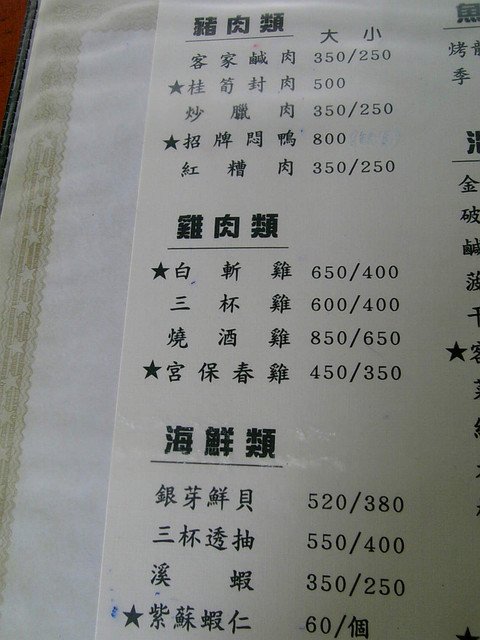 豬肉類 大 小
客家鹹肉 350/250
★桂筍封肉 500
炒臘肉 350/250
★招牌悶鴨 800
紅糟肉 350/250
雞肉類
★白斬雞 650/400
三杯雞 600/400
燒酒雞 850/650
★宮保春雞 450/350
海鮮類
銀芽鮮貝 520/380
三杯透抽 550/400
溪蝦 350/250
★紫蘇蝦仁 60/個
魚
烤
季
金
破
鹹
菠
★客